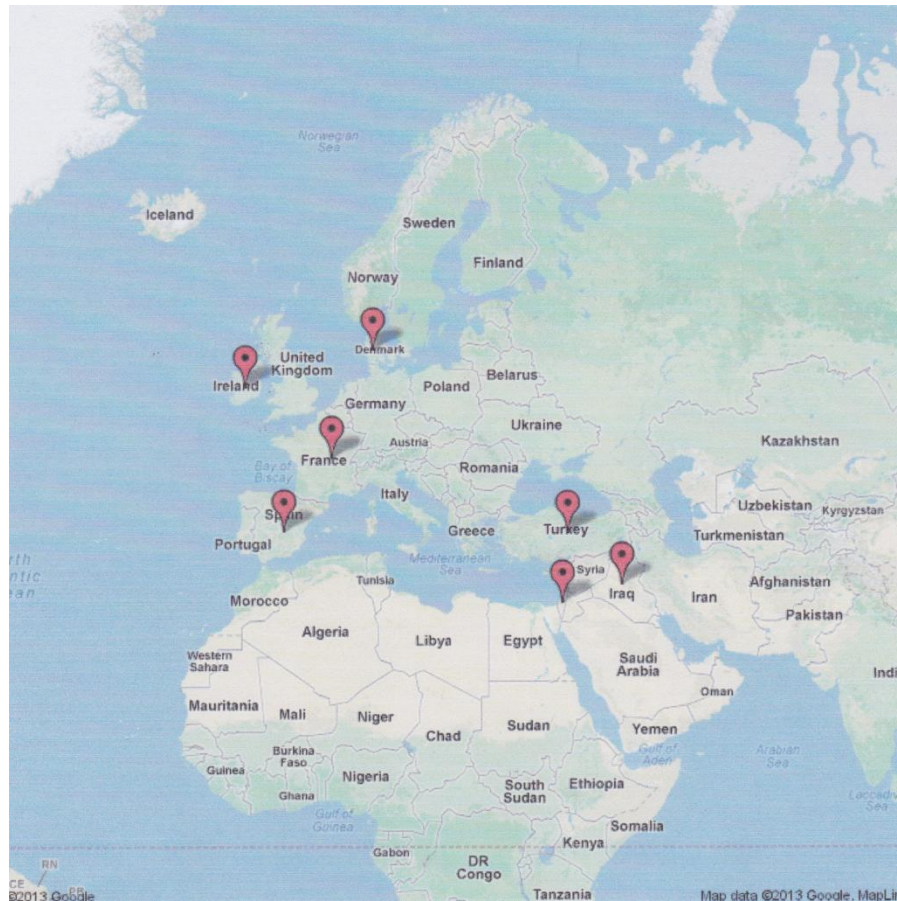 Norwegian
Sea
Iceland
Sweden
Finland
Norway
Denmark
United
Kingdom
Ireland
Belarus
Poland
Germany
Ukraine
Kazakhstan
Austria
France
Romania
Bay of
Biscay
Italy
Uzbekistan
Kyrgyzstan
Spain
Turkey
Greece
Turkmenistan
Portugal
Mediterranean
Sea
Syria
Tunisia
Afghanistan
Iraq
Iran
Morocco
Pakistan
Algeria
Libya
Egypt
Western
Sahara
Saudi
Arabia
Oman
Mauritania
Mali
Niger
Sudan
Yemen
Chad
Gulf of
Aden
Arabian
Sea
Burkina
Faso
Guinea
Nigeria
South
Sudan
Ethiopia
Ghana
Gulf of
Guinea
Somalia
Kenya
Gabon
DR
Congo
Tanzania
RN
CE
©2013 Google
Map data ©2013 Google, MapLin